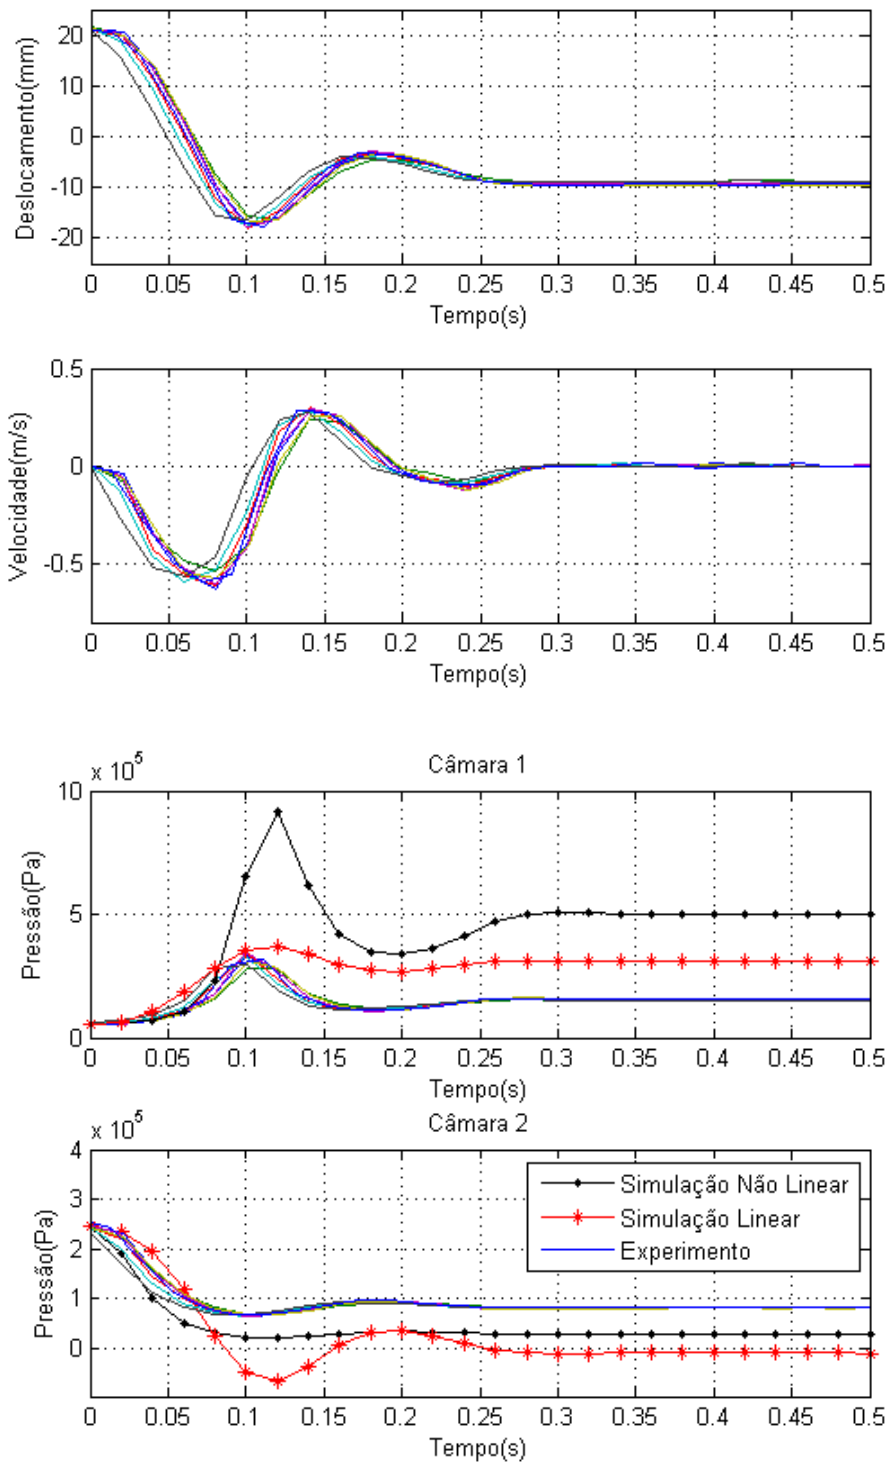 20
10
0
-10
-20
Deslocamento(mm)
0 0.05 0.1 0.15 0.2 0.25 0.3 0.35 0.4 0.45 0.5
Tempo(s)
0.5
0
-0.5
Velocidade(m/s)
0 0.05 0.1 0.15 0.2 0.25 0.3 0.35 0.4 0.45 0.5
Tempo(s)
x 10⁵
Câmara 1
10
5
0
Pressão(Pa)
0 0.05 0.1 0.15 0.2 0.25 0.3 0.35 0.4 0.45 0.5
Tempo(s)
x 10⁵
Câmara 2
4
3
2
1
0
Pressão(Pa)
Simulação Não Linear
Simulação Linear
Experimento
0 0.05 0.1 0.15 0.2 0.25 0.3 0.35 0.4 0.45 0.5
Tempo(s)